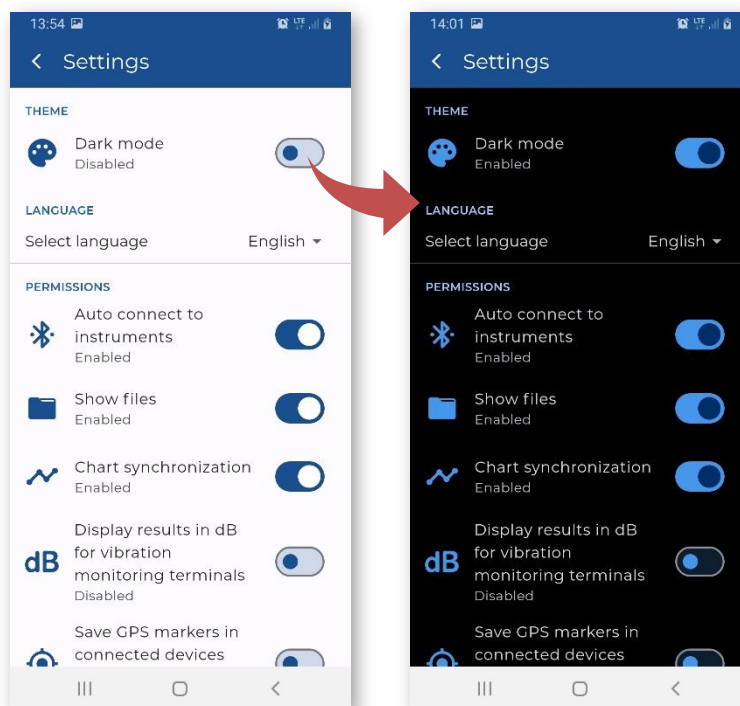 13:54
LTE
Settings
THEME
Dark mode
Disabled
LANGUAGE
Select language
English
PERMISSIONS
Auto connect to
instruments
Enabled
Show files
Enabled
Chart synchronization
Enabled
dB
Display results in dB
for vibration
monitoring terminals
Disabled
Save GPS markers in
connected devices
14:01
LTE
Settings
THEME
Dark mode
Enabled
LANGUAGE
Select language
English
PERMISSIONS
Auto connect to
instruments
Enabled
Show files
Enabled
Chart synchronization
Enabled
dB
Display results in dB
for vibration
monitoring terminals
Disabled
Save GPS markers in
connected devices